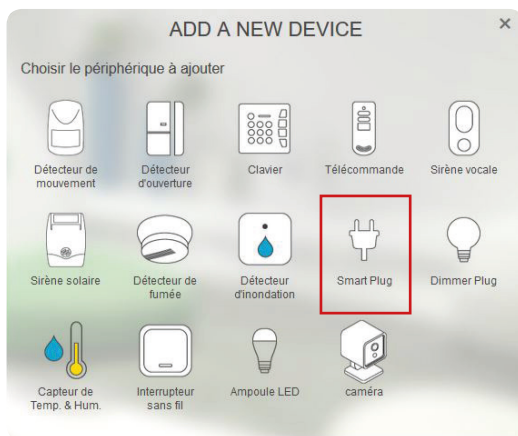 ADD A NEW DEVICE
×
Choisir le périphérique à ajouter
Détecteur de
mouvement
Détecteur
d'ouverture
Clavier
Télécommande
Sirène vocale
Sirène solaire
Détecteur de
fumée
Détecteur
d'inondation
Smart Plug
Dimmer Plug
Capteur de
Temp. & Hum.
Interrupteur
sans fil
Ampoule LED
caméra